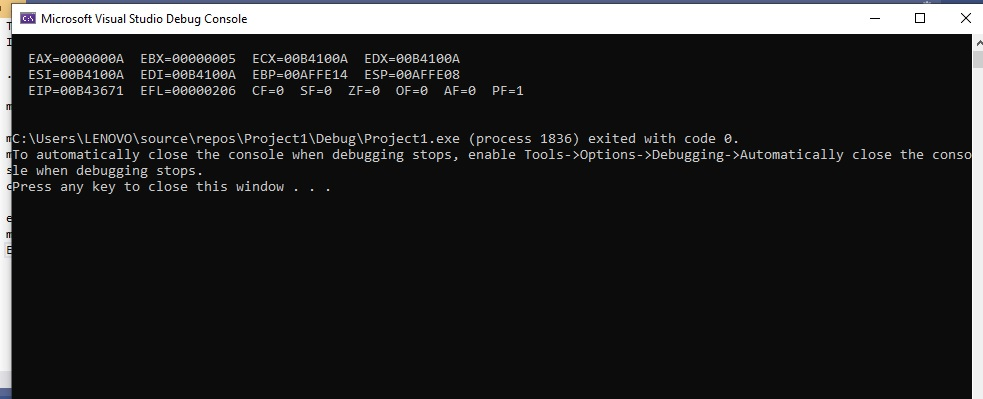 Microsoft Visual Studio Debug Console
EAX=0000000A EBX=00000005 ECX=00B4100A EDX=00B4100A
ESI=00B4100A EDI=00B4100A EBP=00AFFE14 ESP=00AFFE08
EIP=00B43671 EFL=00000206 CF=0 SF=0 ZF=0 OF=0 AF=0 PF=1
C:\Users\LENOVO\source\repos\Project1\Debug\Project1.exe (process 1836) exited with code 0.
To automatically close the console when debugging stops, enable Tools->Options->Debugging->Automatically close the conso
le when debugging stops.
Press any key to close this window . . .